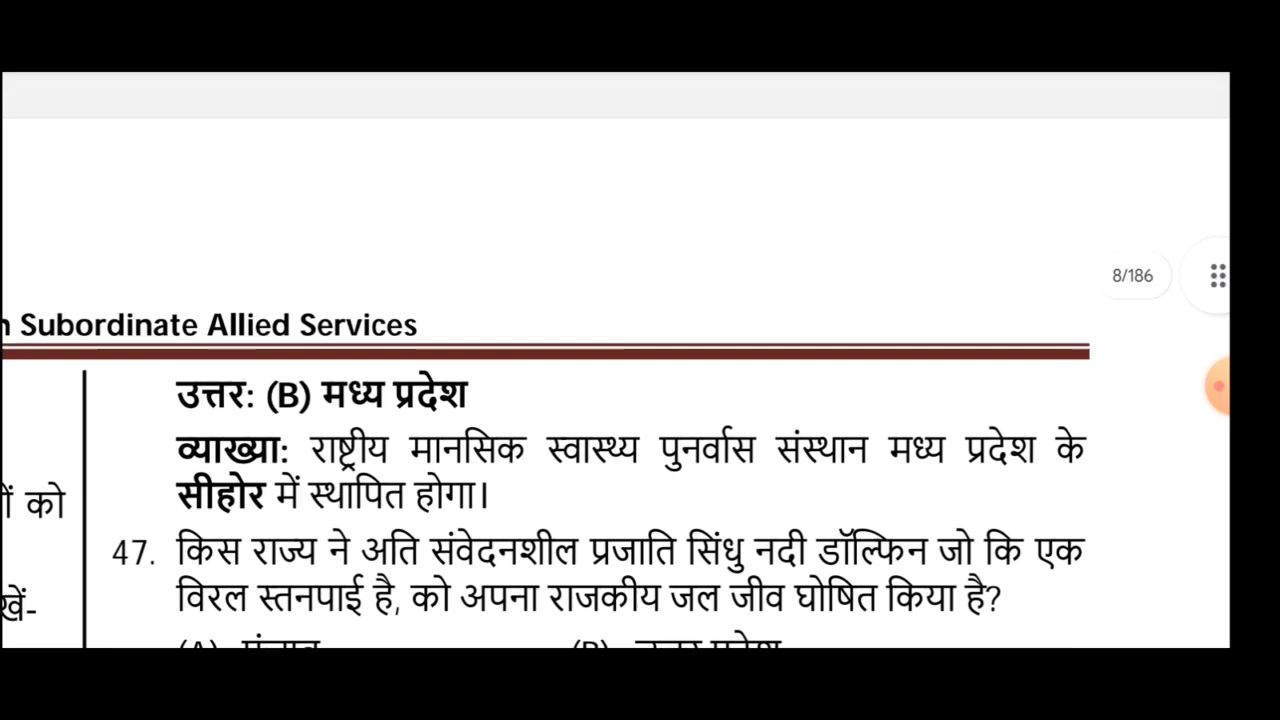 8/186
Subordinate Allied Services
उत्तर: (B) मध्य प्रदेश
व्याख्या: राष्ट्रीय मानसिक स्वास्थ्य पुनर्वास संस्थान मध्य प्रदेश के
सीहोर में स्थापित होगा।
को
47. किस राज्य ने अति संवेदनशील प्रजाति सिंधु नदी डॉल्फिन जो कि एक
विरल स्तनपाई है, को अपना राजकीय जल जीव घोषित किया है?